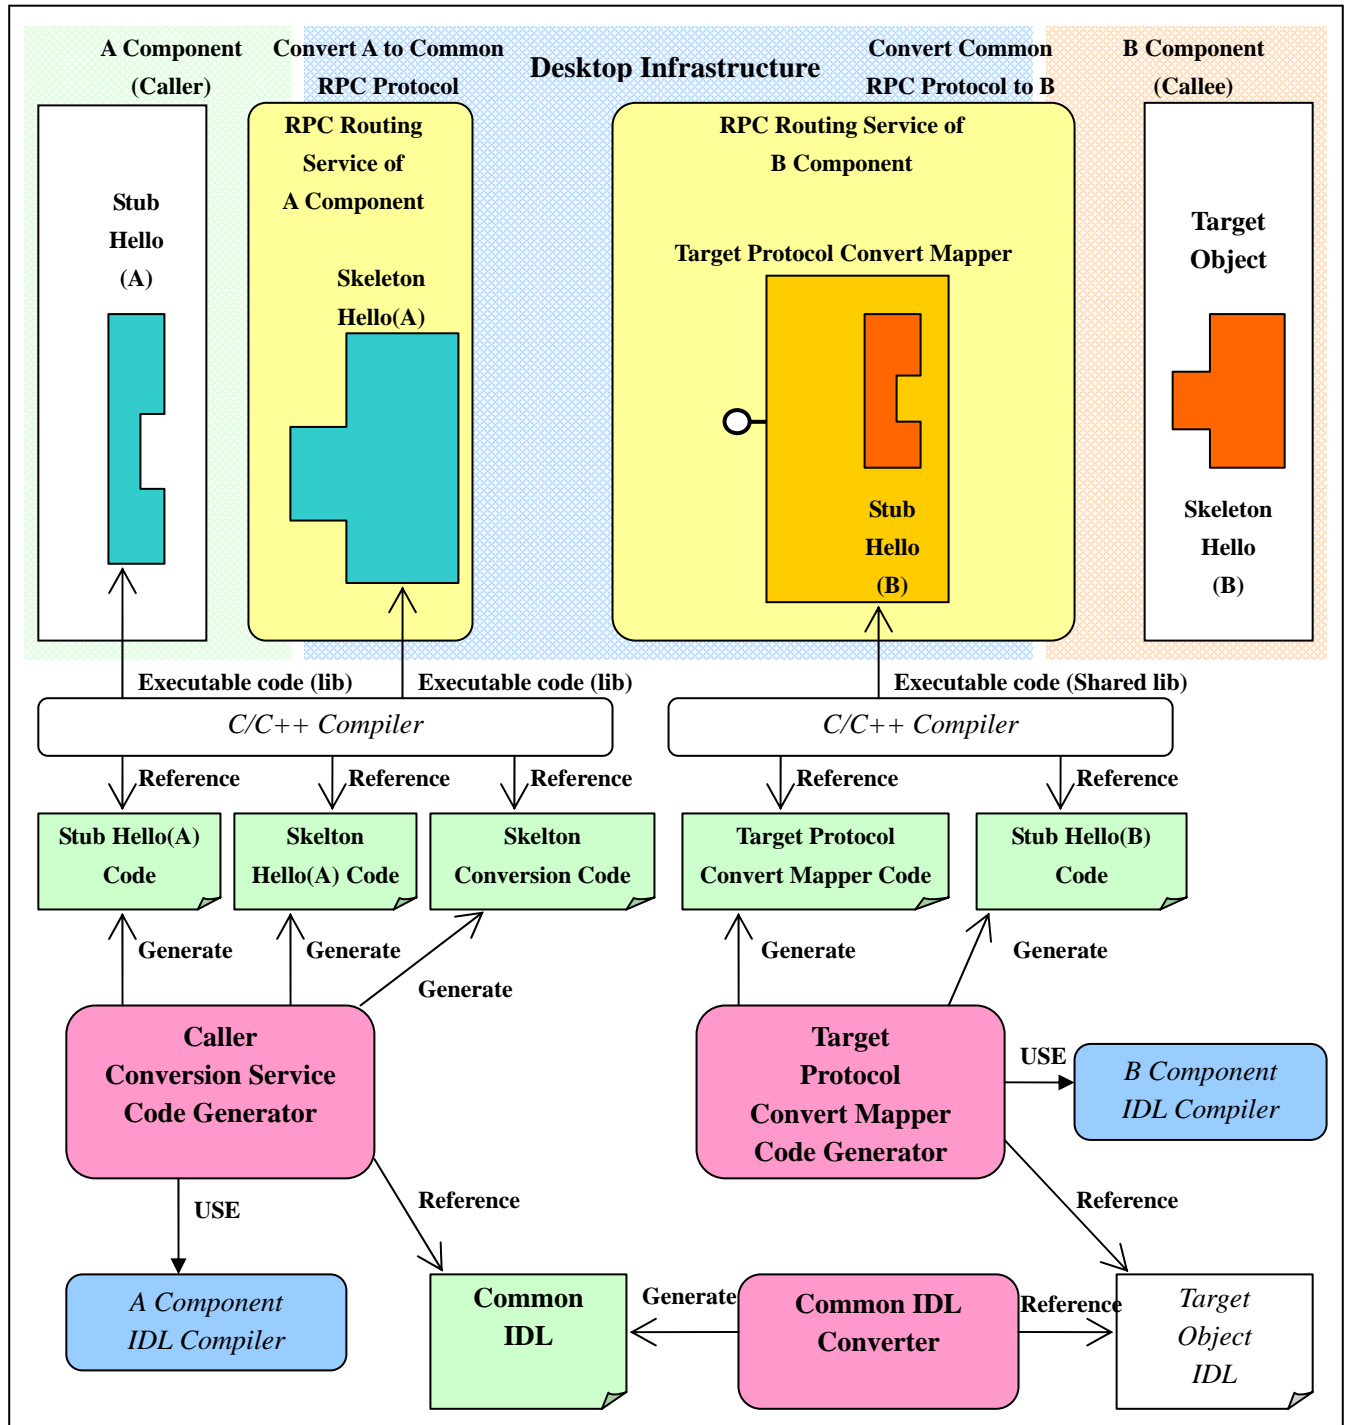 A Component
(Caller)
Convert A to Common
RPC Protocol
Desktop Infrastructure
Convert Common
RPC Protocol to B
B Component
(Callee)
RPC Routing
Service of
A Component
RPC Routing Service of
B Component
Stub
Hello
(A)
Skeleton
Hello(A)
Target Protocol Convert Mapper
Target
Object
Stub
Hello
(B)
Skeleton
Hello
(B)
Executable code (lib)
Executable code (lib)
Executable code (Shared lib)
C/C++ Compiler
C/C++ Compiler
Reference
Reference
Reference
Reference
Reference
Stub Hello(A)
Code
Skelton
Hello(A) Code
Skelton
Conversion Code
Target Protocol
Convert Mapper Code
Stub Hello(B)
Code
Generate
Generate
Generate
Generate
Generate
Caller
Conversion Service
Code Generator
Target
Protocol
Convert Mapper
Code Generator
USE
B Component
IDL Compiler
USE
Reference
Reference
A Component
IDL Compiler
Common
IDL
Generate
Common IDL
Converter
Reference
Target
Object
IDL